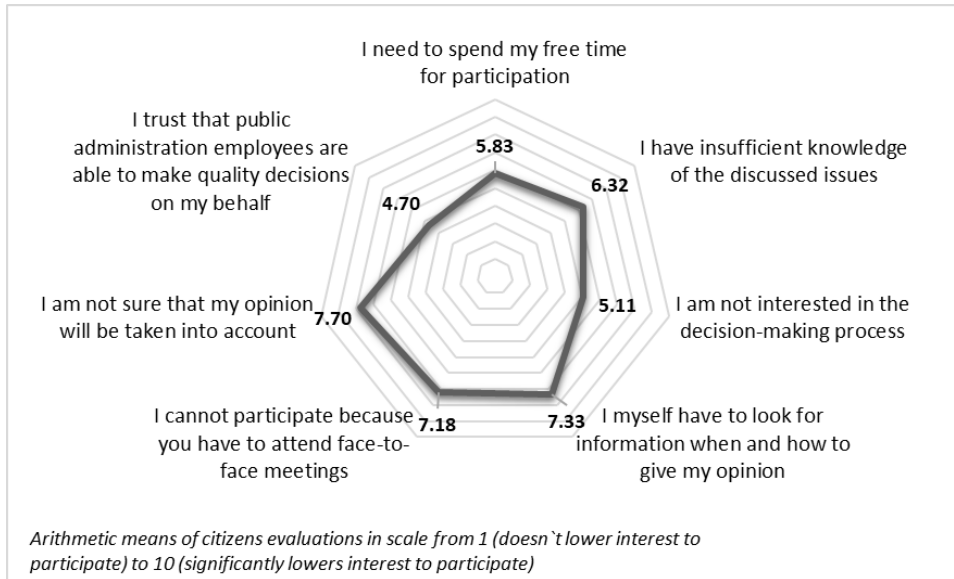 I need to spend my free time
for participation
5.83
I have insufficient knowledge
of the discussed issues
6.32
I am not interested in the
decision-making process
5.11
I myself have to look for
information when and how to
give my opinion
7.33
I cannot participate because
you have to attend face-to-
face meetings
7.18
I am not sure that my opinion
will be taken into account
7.70
I trust that public
administration employees are
able to make quality decisions
on my behalf
4.70
Arithmetic means of citizens evaluations in scale from 1 (doesn`t lower interest to
participate) to 10 (significantly lowers interest to participate)